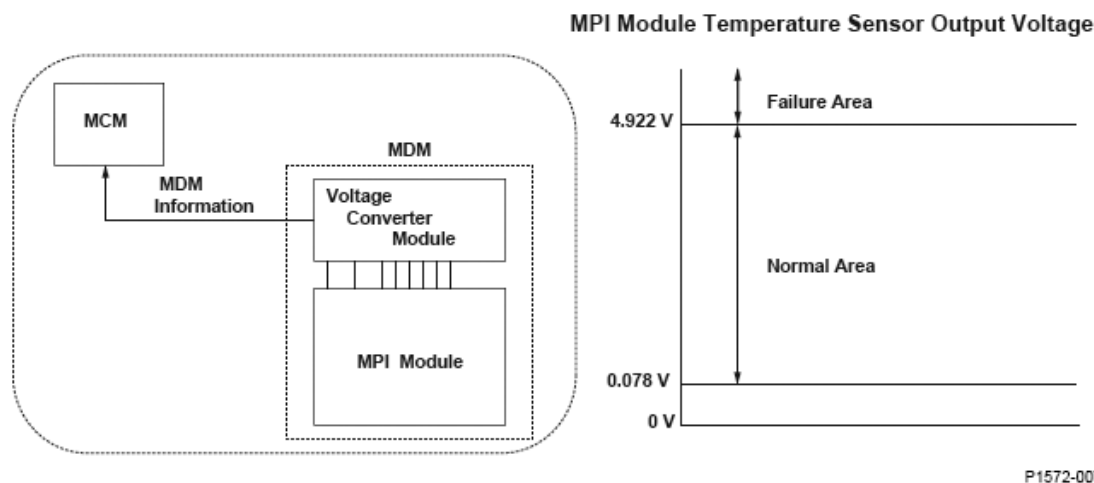 MPI Module Temperature Sensor Output Voltage
MCM
MDM
Information
MDM
Voltage
Converter
Module
MPI Module
Failure Area
4.922 V
Normal Area
0.078 V
0 V
P1572-00